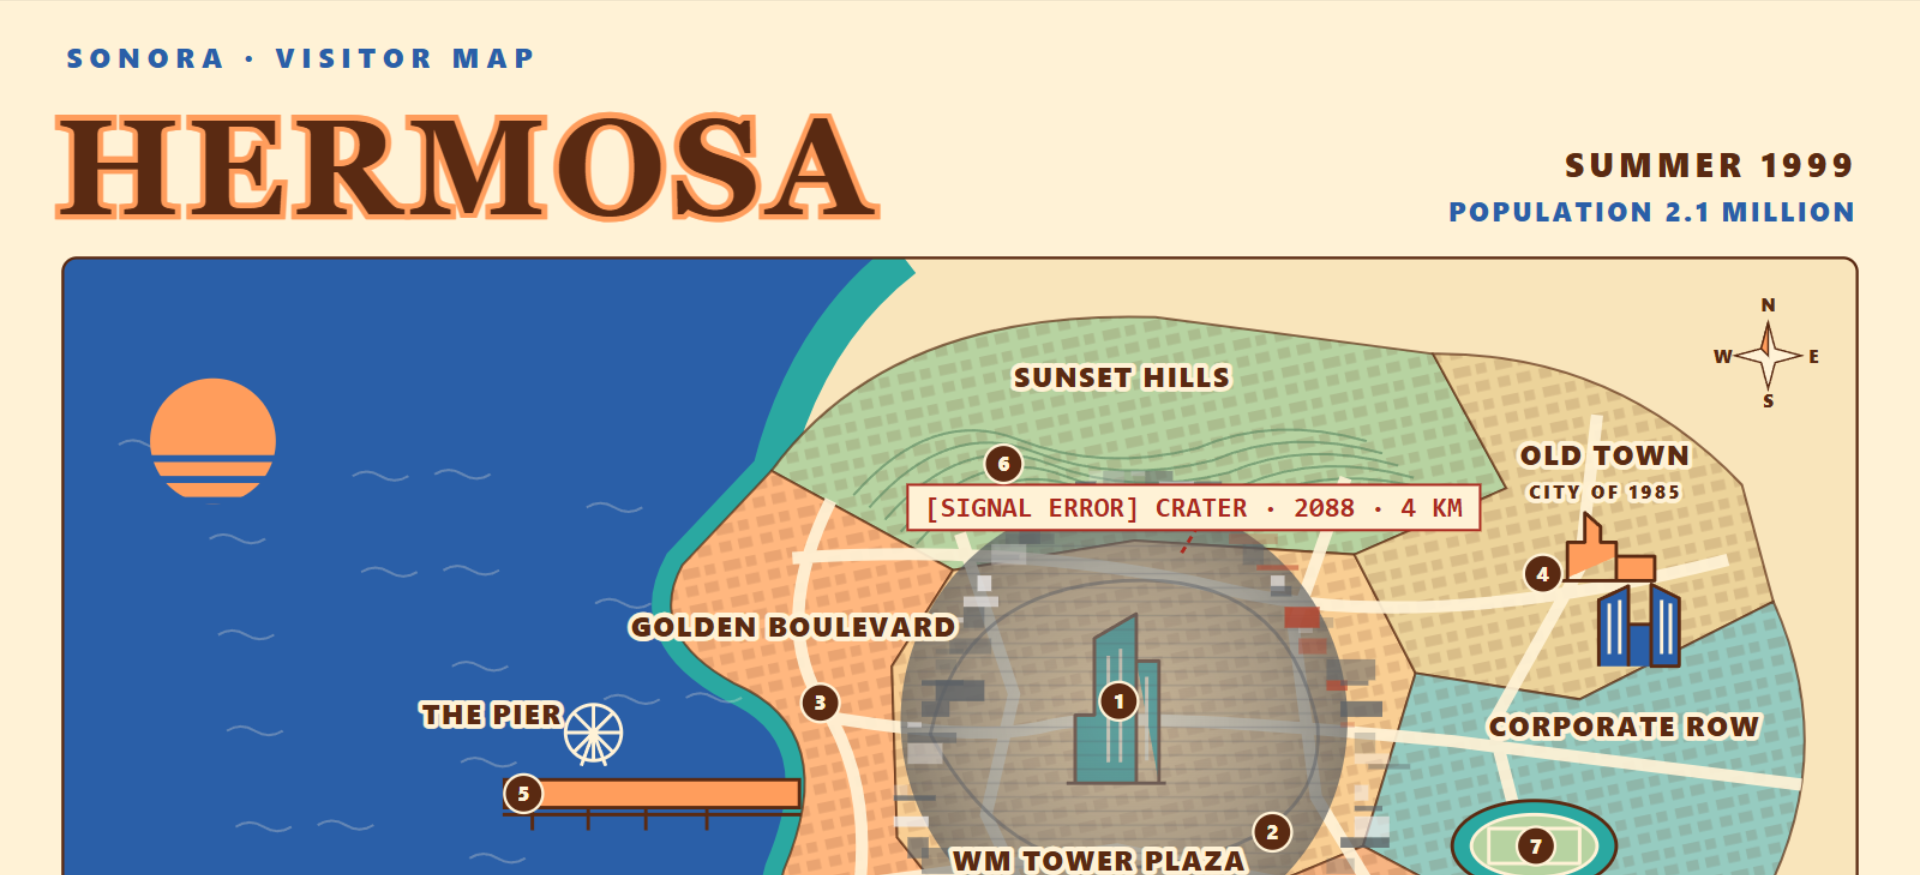 SONORA · VISITOR MAP
HERMOSA
SUMMER 1999
POPULATION 2.1 MILLION
N
W E
S
SUNSET HILLS
OLD TOWN
CITY OF 1985
6
[SIGNAL ERROR] CRATER · 2088 · 4 KM
4
GOLDEN BOULEVARD
3
1
THE PIER
CORPORATE ROW
5
2
7
WM TOWER PLAZA